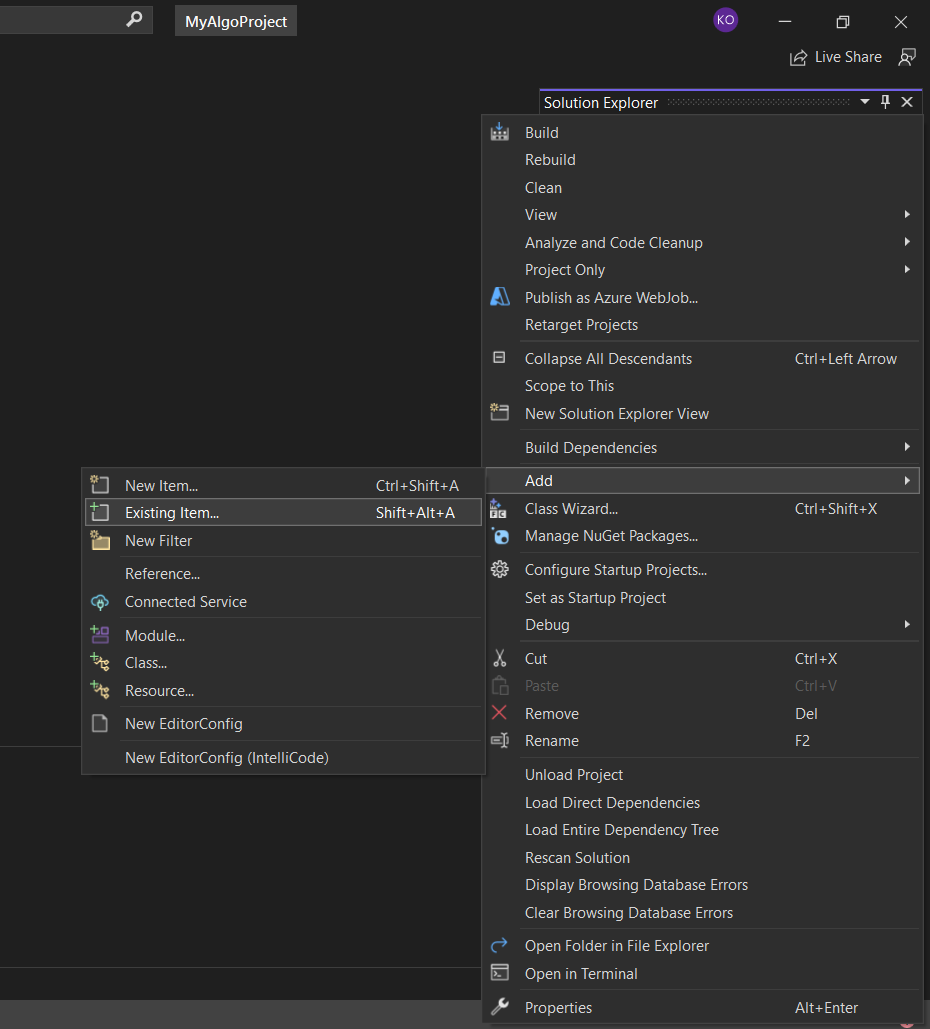 MyAlgoProject
KO
Live Share
Solution Explorer
Build
Rebuild
Clean
View
Analyze and Code Cleanup
Project Only
Publish as Azure WebJob...
Retarget Projects
Collapse All Descendants Ctrl+Left Arrow
Scope to This
New Solution Explorer View
Build Dependencies
Add
Class Wizard... Ctrl+Shift+X
Manage NuGet Packages...
Configure Startup Projects...
Set as Startup Project
Debug
Cut Ctrl+X
Paste Ctrl+V
Remove Del
Rename F2
Unload Project
Load Direct Dependencies
Load Entire Dependency Tree
Rescan Solution
Display Browsing Database Errors
Clear Browsing Database Errors
Open Folder in File Explorer
Open in Terminal
Properties Alt+Enter
New Item... Ctrl+Shift+A
Existing Item... Shift+Alt+A
New Filter
Reference...
Connected Service
Module...
Class...
Resource...
New EditorConfig
New EditorConfig (IntelliCode)